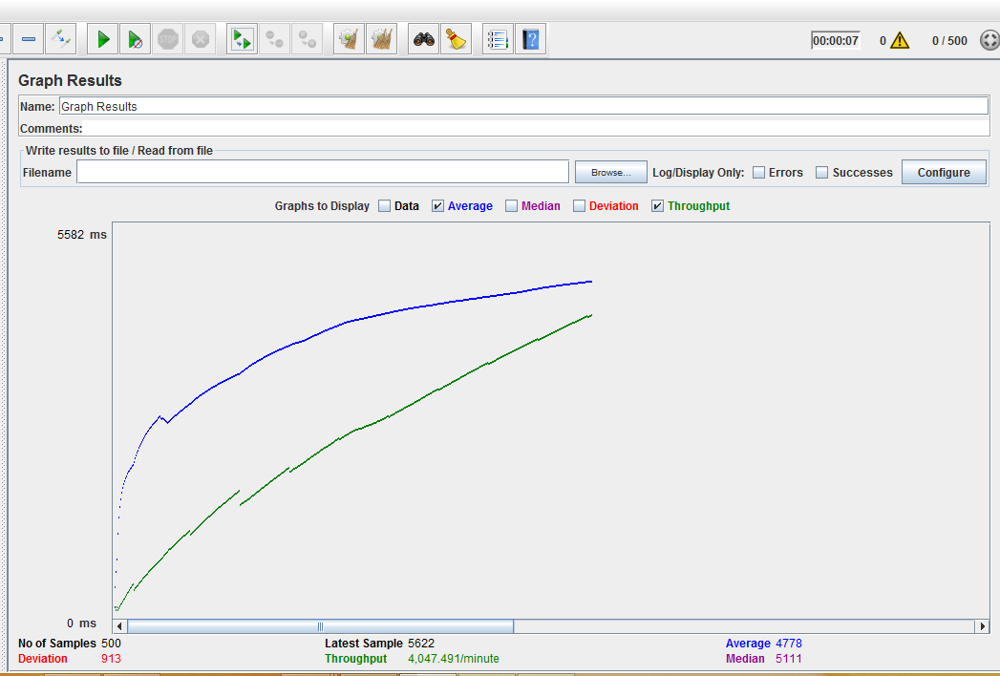 STOP
?
00:00:07 0 0 / 500
Graph Results
Name: Graph Results
Comments:
Write results to file / Read from file
Filename Browse... Log/Display Only: Errors Successes Configure
Graphs to Display Data Average Median Deviation Throughput
5582 ms
0 ms
No of Samples 500 Latest Sample 5622 Average 4778
Deviation 913 Throughput 4,047.491/minute Median 5111